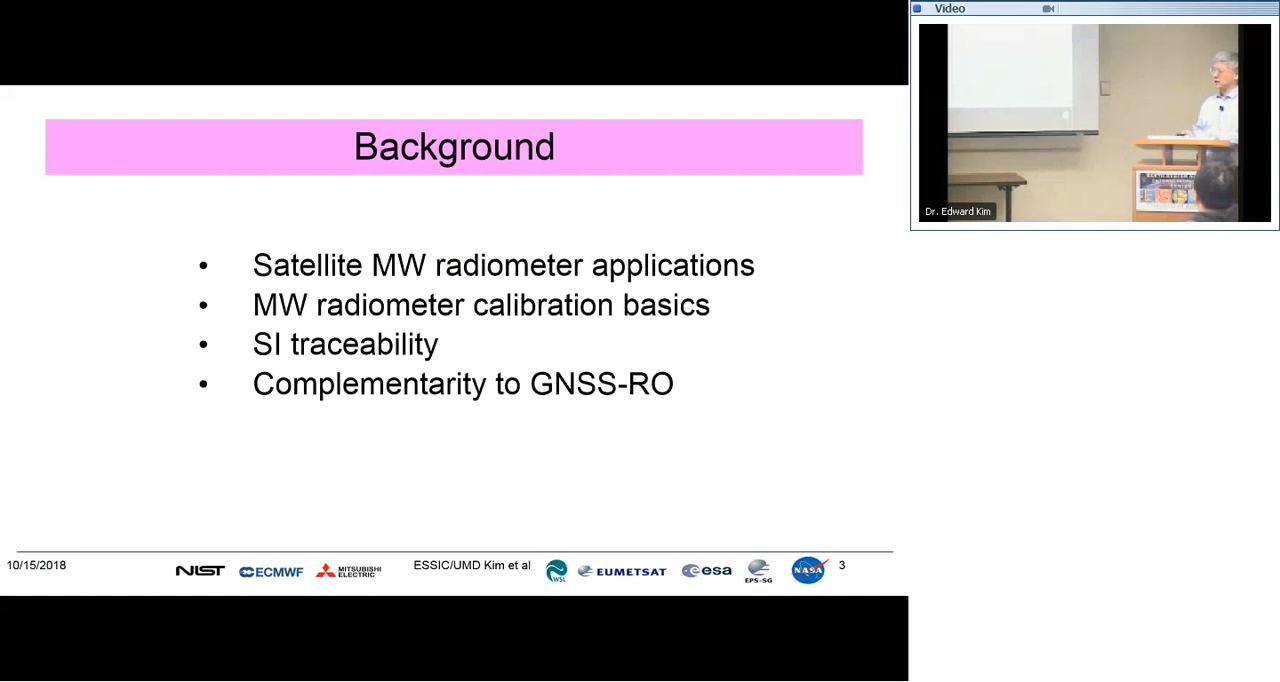 Video
Background
• Satellite MW radiometer applications
• MW radiometer calibration basics
• SI traceability
• Complementarity to GNSS-RO
Dr. Edward Kim
10/15/2018
NIST
ECMWF
MITSUBISHI
ELECTRIC
ESSIC/UMD Kim et al
WSL
EUMETSAT
esa
EPS-SG
NASA
3